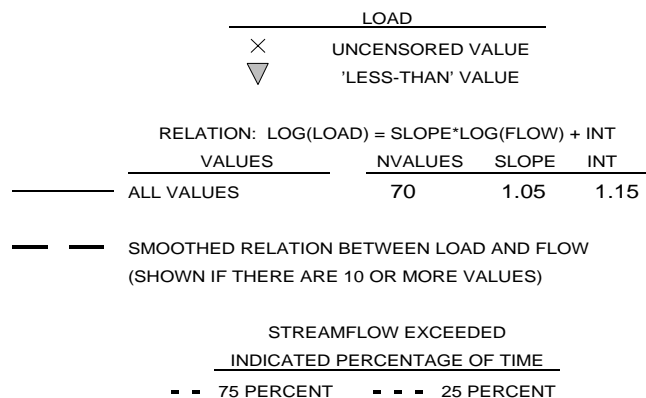 LOAD
UNCENSORED VALUE
'LESS-THAN' VALUE
RELATION: LOG(LOAD) = SLOPE*LOG(FLOW) + INT
VALUES NVALUES SLOPE INT
ALL VALUES 70 1.05 1.15
SMOOTHED RELATION BETWEEN LOAD AND FLOW
(SHOWN IF THERE ARE 10 OR MORE VALUES)
STREAMFLOW EXCEEDED
INDICATED PERCENTAGE OF TIME
75 PERCENT 25 PERCENT